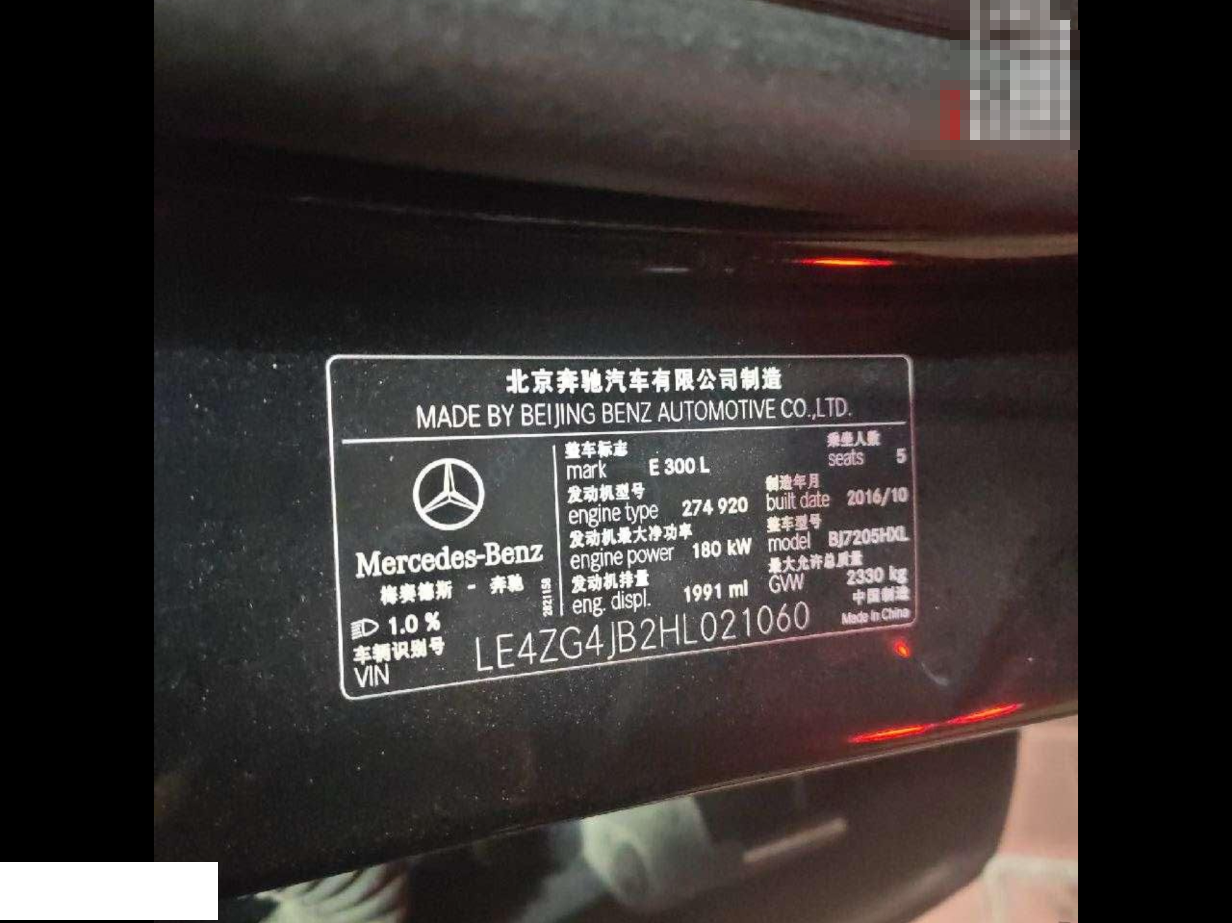 北京奔驰汽车有限公司制造
MADE BY BEIJING BENZ AUTOMOTIVE CO.,LTD.
Mercedes-Benz
梅赛德斯 - 奔驰
1.0 %
2821158
整车标志
mark E 300 L
乘坐人数
seats 5
发动机型号
engine type 274 920
制造年月
built date 2016/10
发动机最大净功率
engine power 180 kW
整车型号
model BJ7205HXL
发动机排量
eng. displ. 1991 ml
最大允许总质量
GVW 2330 kg
中国制造
Made In China
车辆识别号
VIN LE4ZG4JB2HL021060